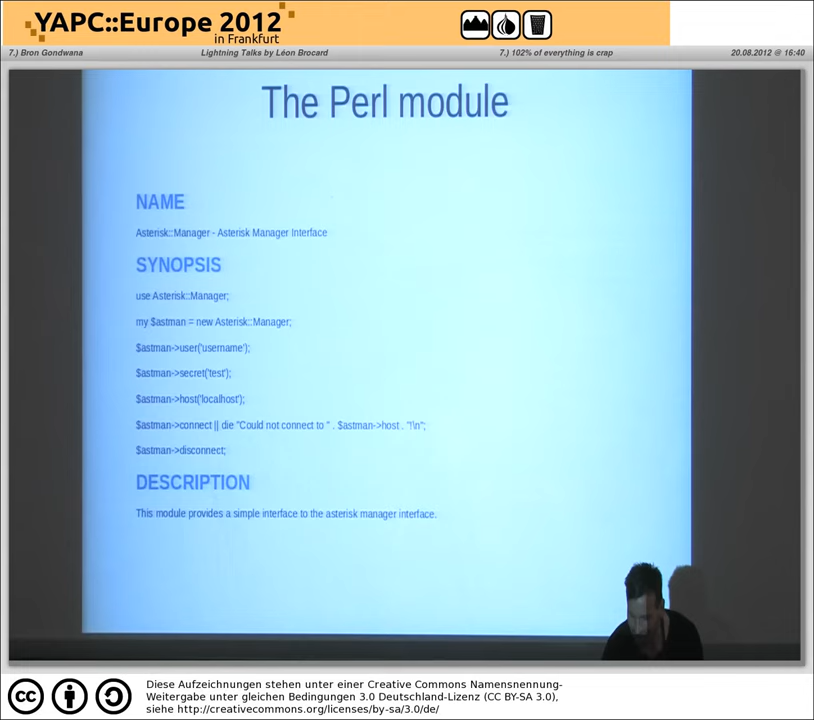 YAPC::Europe 2012
in Frankfurt
7.) Bron Gondwana
Lightning Talks by Léon Brocard
7.) 102% of everything is crap
20.08.2012 @ 16:40
The Perl module
NAME
Asterisk::Manager - Asterisk Manager Interface
SYNOPSIS
use Asterisk::Manager;
my $astman = new Asterisk::Manager;
$astman->user('username');
$astman->secret('test');
$astman->host('localhost');
$astman->connect || die "Could not connect to " . $astman->host . "!\n";
$astman->disconnect;
DESCRIPTION
This module provides a simple interface to the asterisk manager interface.
cc
Diese Aufzeichnungen stehen unter einer Creative Commons Namensnennung-
Weitergabe unter gleichen Bedingungen 3.0 Deutschland-Lizenz (CC BY-SA 3.0),
siehe http://creativecommons.org/licenses/by-sa/3.0/de/